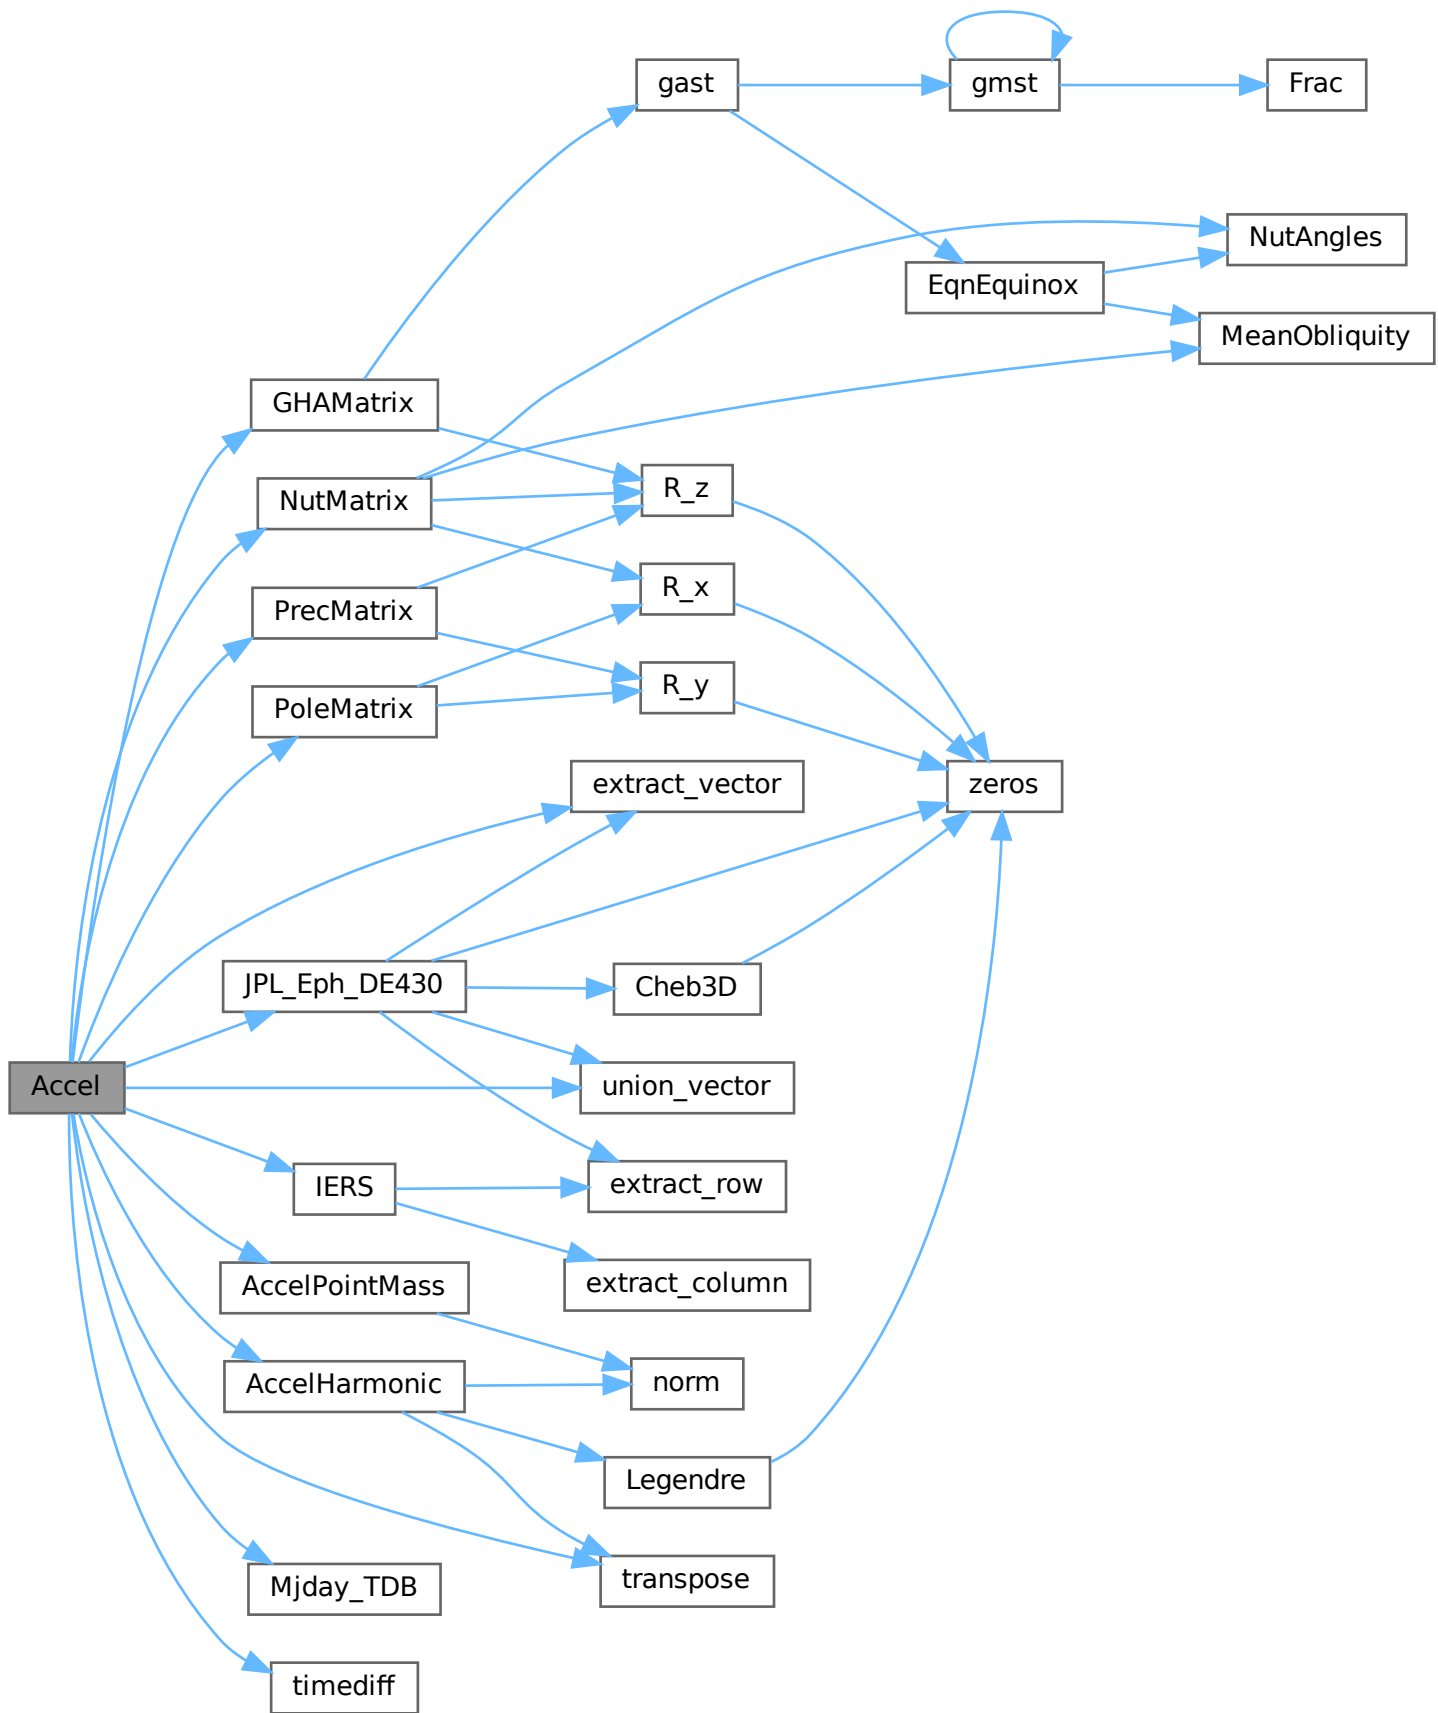 gast
gmst
Frac
NutAngles
EqnEquinox
MeanObliquity
GHAMatrix
NutMatrix
R_z
PrecMatrix
R_x
PoleMatrix
R_y
extract_vector
zeros
JPL_Eph_DE430
Cheb3D
Accel
union_vector
IERS
extract_row
AccelPointMass
extract_column
AccelHarmonic
norm
Legendre
Mjday_TDB
transpose
timediff